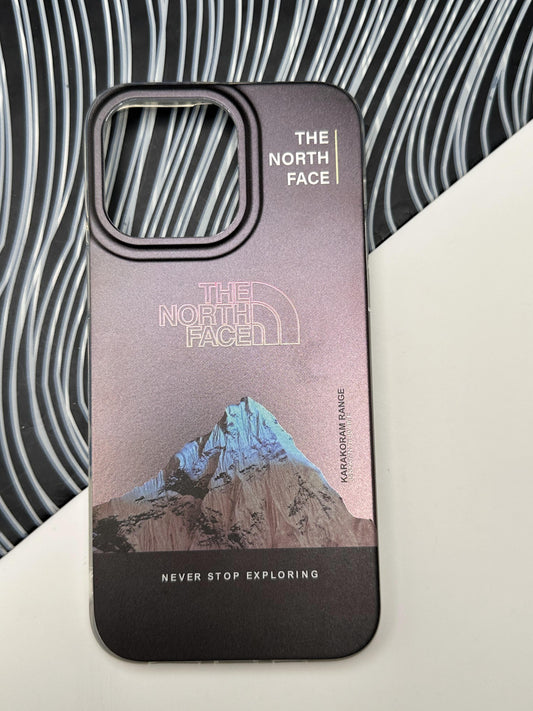 THE
NORTH
FACE
THE
NORTH
FACE
KARAKORAM RANGE
NEVER STOP EXPLORING